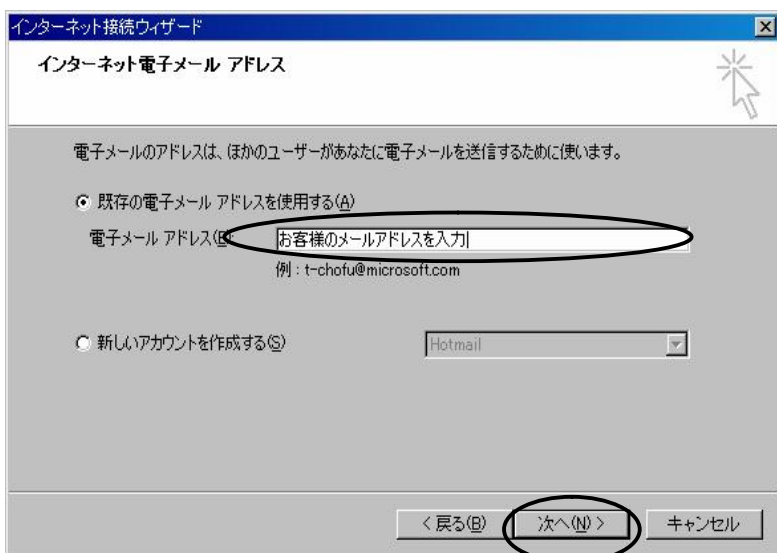 インターネット接続ウィザード
インターネット電子メール アドレス
電子メールのアドレスは、ほかのユーザーがあなたに電子メールを送信するために使います。
既存の電子メール アドレスを使用する(A)
電子メール アドレス(E):
お客様のメールアドレスを入力
例 : t-chofu@microsoft.com
新しいアカウントを作成する(S)
Hotmail
< 戻る(B)
次へ(N) >
キャンセル